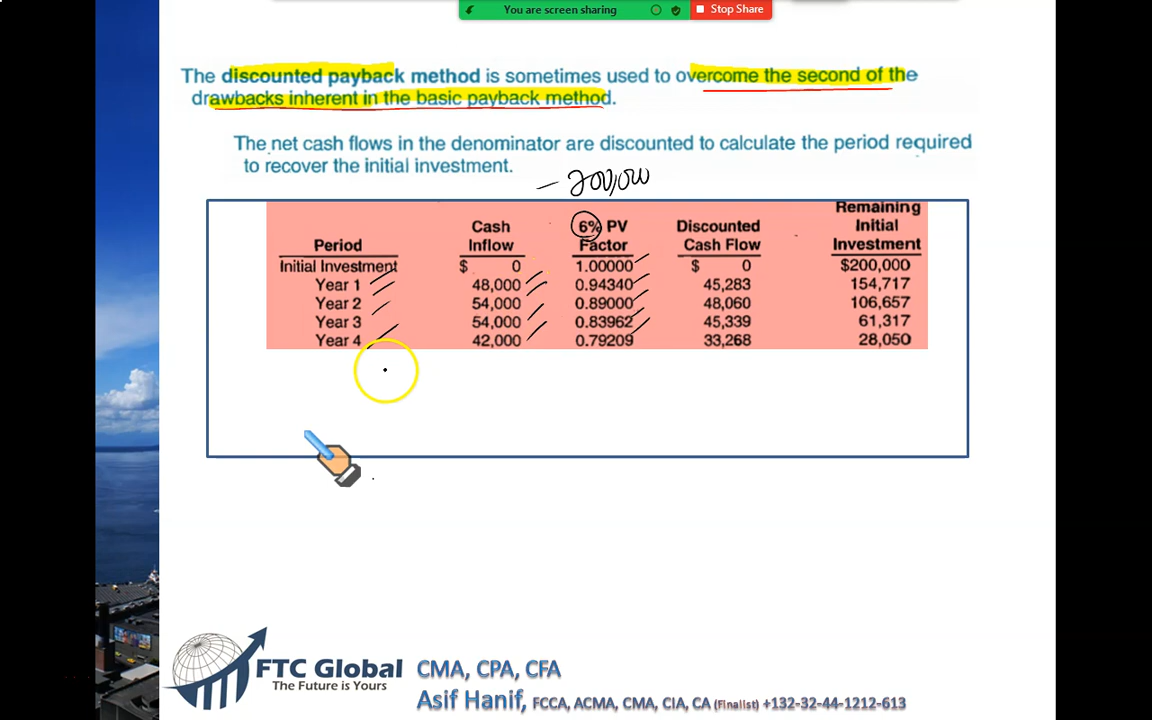 You are screen sharing Stop Share
The discounted payback method is sometimes used to overcome the second of the
drawbacks inherent in the basic payback method.
The net cash flows in the denominator are discounted to calculate the period required
to recover the initial investment.
— 200,000
Period Cash Inflow 6% PV Factor Discounted Cash Flow Remaining Initial Investment
Initial Investment $ 0 1.00000 $ 0 $200,000
Year 1 48,000 0.94340 45,283 154,717
Year 2 54,000 0.89000 48,060 106,657
Year 3 54,000 0.83962 45,339 61,317
Year 4 42,000 0.79209 33,268 28,050
FTC Global
The Future is Yours
CMA, CPA, CFA
Asif Hanif, FCCA, ACMA, CMA, CIA, CA (Finalist) +132-32-44-1212-613